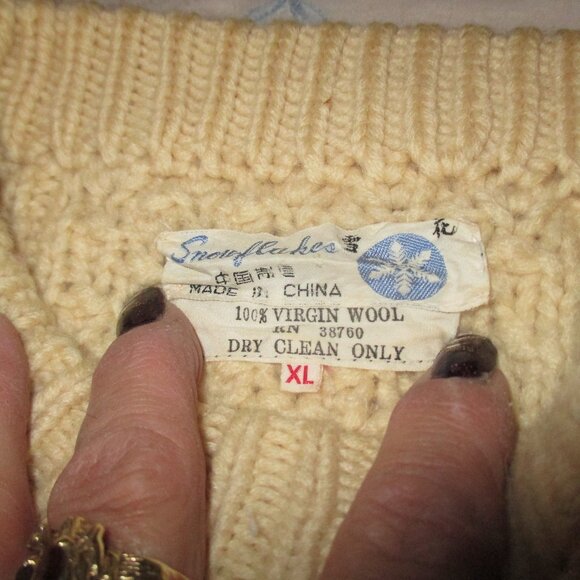 Snowflakes 雪 花
中国制造
MADE IN CHINA
100% VIRGIN WOOL
RN 38760
DRY CLEAN ONLY
XL